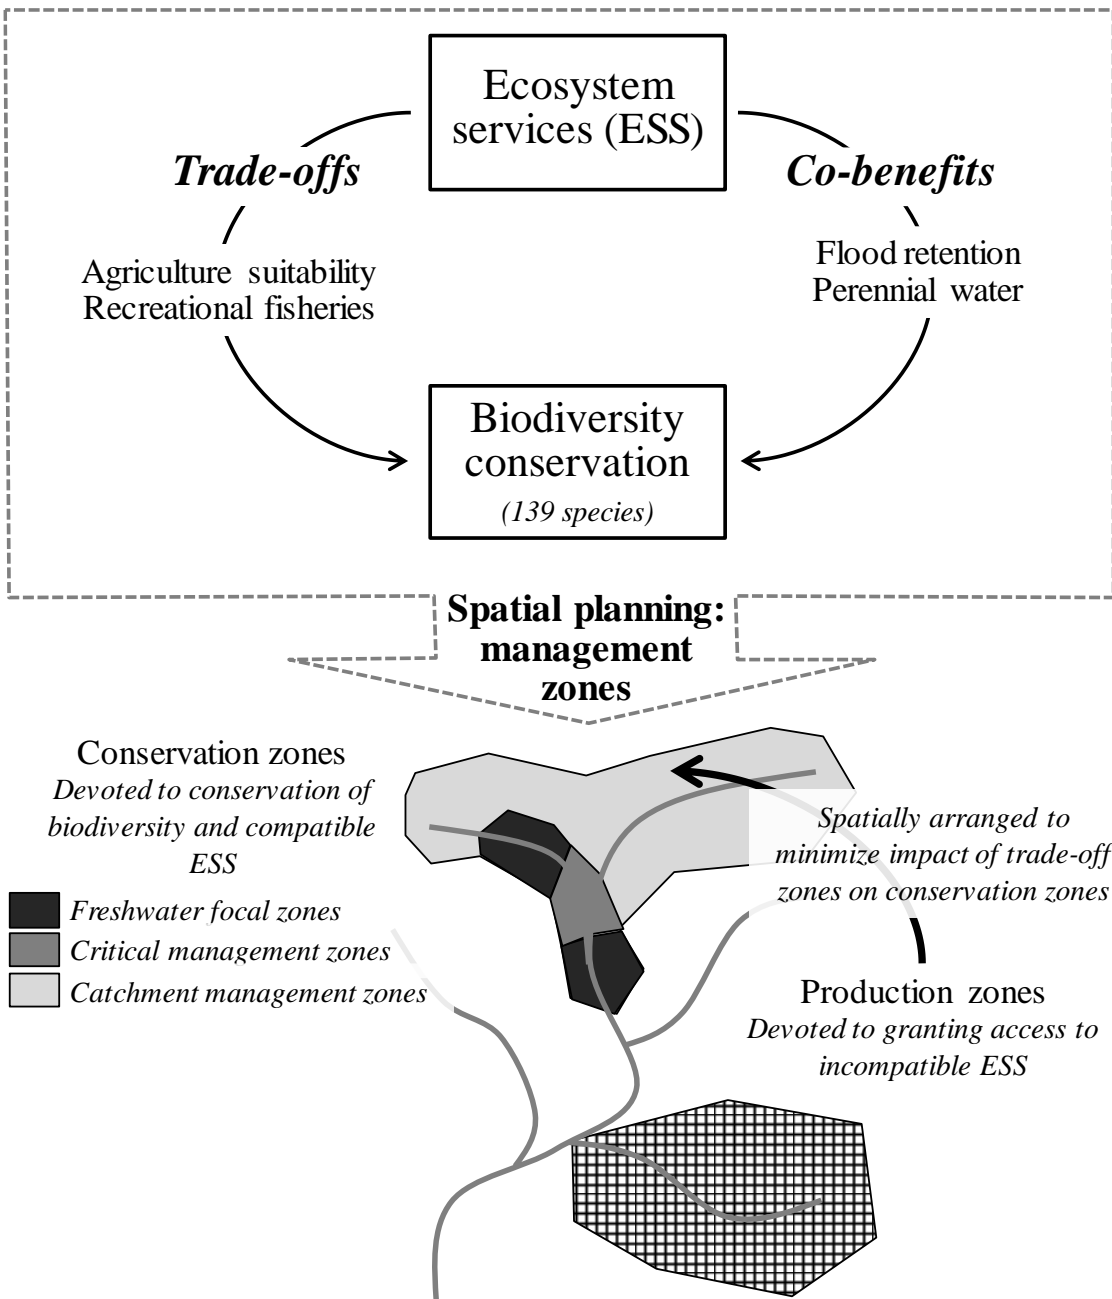 Ecosystem
services (ESS)
Trade-offs
Co-benefits
Agriculture suitability
Recreational fisheries
Flood retention
Perennial water
Biodiversity
conservation
(139 species)
Spatial planning:
management
zones
Conservation zones
Devoted to conservation of
biodiversity and compatible
ESS
Freshwater focal zones
Critical management zones
Catchment management zones
Spatially arranged to
minimize impact of trade-off
zones on conservation zones
Production zones
Devoted to granting access to
incompatible ESS